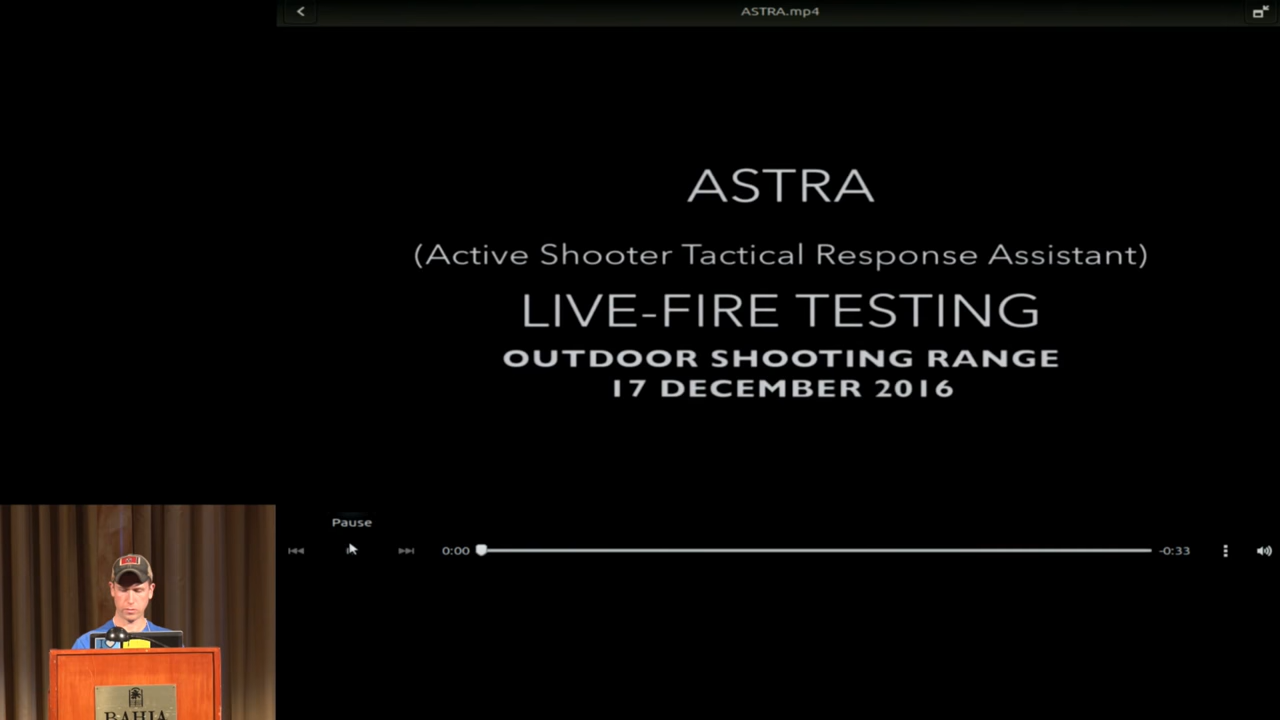 ASTRA.mp4
ASTRA
(Active Shooter Tactical Response Assistant)
LIVE-FIRE TESTING
OUTDOOR SHOOTING RANGE
17 DECEMBER 2016
Pause
0:00
-0:33
BAHIA